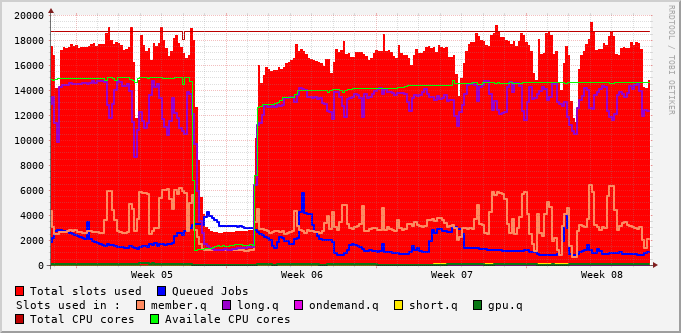 20000
18000
16000
14000
12000
10000
8000
6000
4000
2000
0
Week 05 Week 06 Week 07 Week 08
Total slots used Queued Jobs
Slots used in : member.q long.q ondemand.q short.q gpu.q
Total CPU cores Availale CPU cores
RRDTOOL / TOBI OETIKER